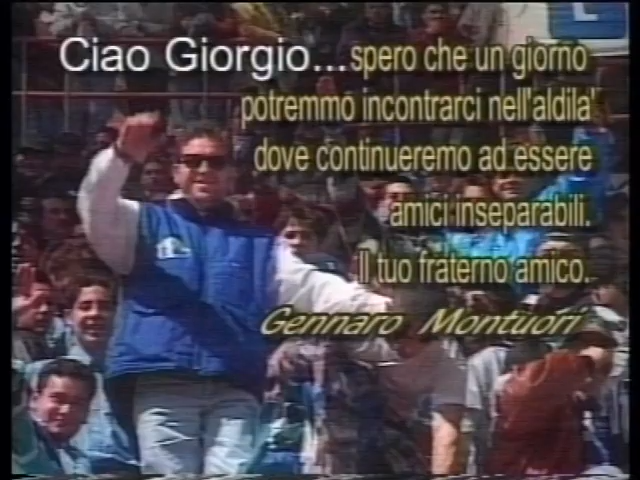 Ciao Giorgio...spero che un giorno
potremmo incontrarci nell'aldila'
dove continueremo ad essere
amici inseparabili.
Il tuo fraterno amico.
Gennaro Montuori